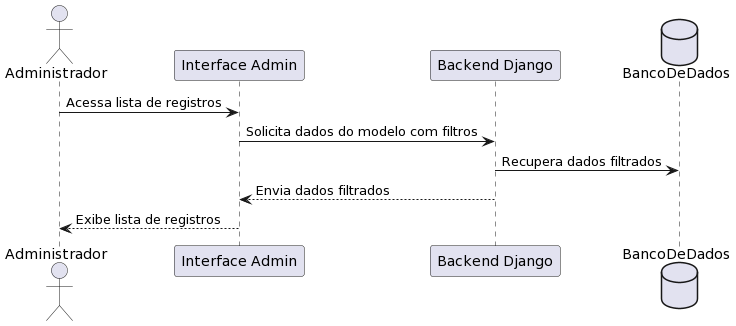 Administrador
Interface Admin
Backend Django
BancoDeDados
Acessa lista de registros
Solicita dados do modelo com filtros
Recupera dados filtrados
Envia dados filtrados
Exibe lista de registros
Administrador
Interface Admin
Backend Django
BancoDeDados